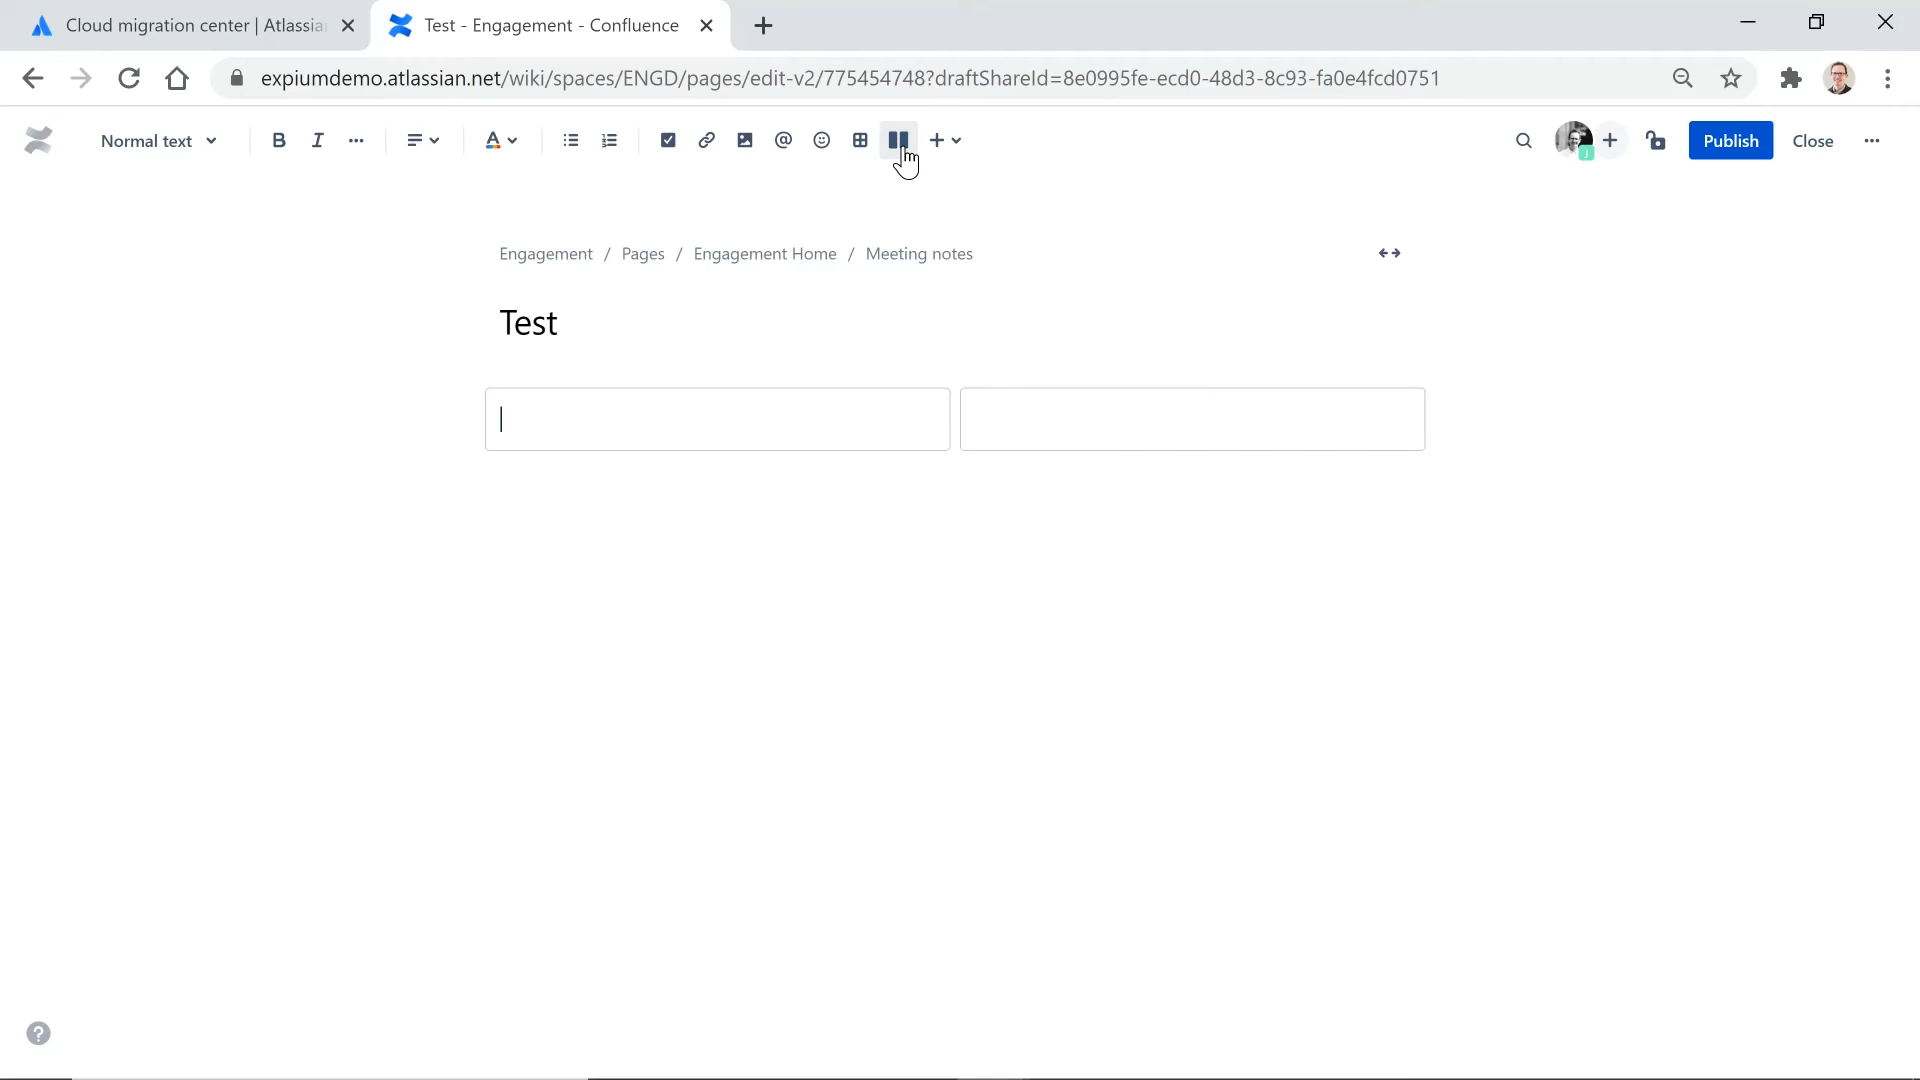 Cloud migration center | Atlassia
Test - Engagement - Confluence
expiumdemo.atlassian.net/wiki/spaces/ENGD/pages/edit-v2/775454748?draftShareId=8e0995fe-ecd0-48d3-8c93-fa0e4fcd0751
Normal text
B
I
A
@
J
Publish
Close
Engagement / Pages / Engagement Home / Meeting notes
Test
?